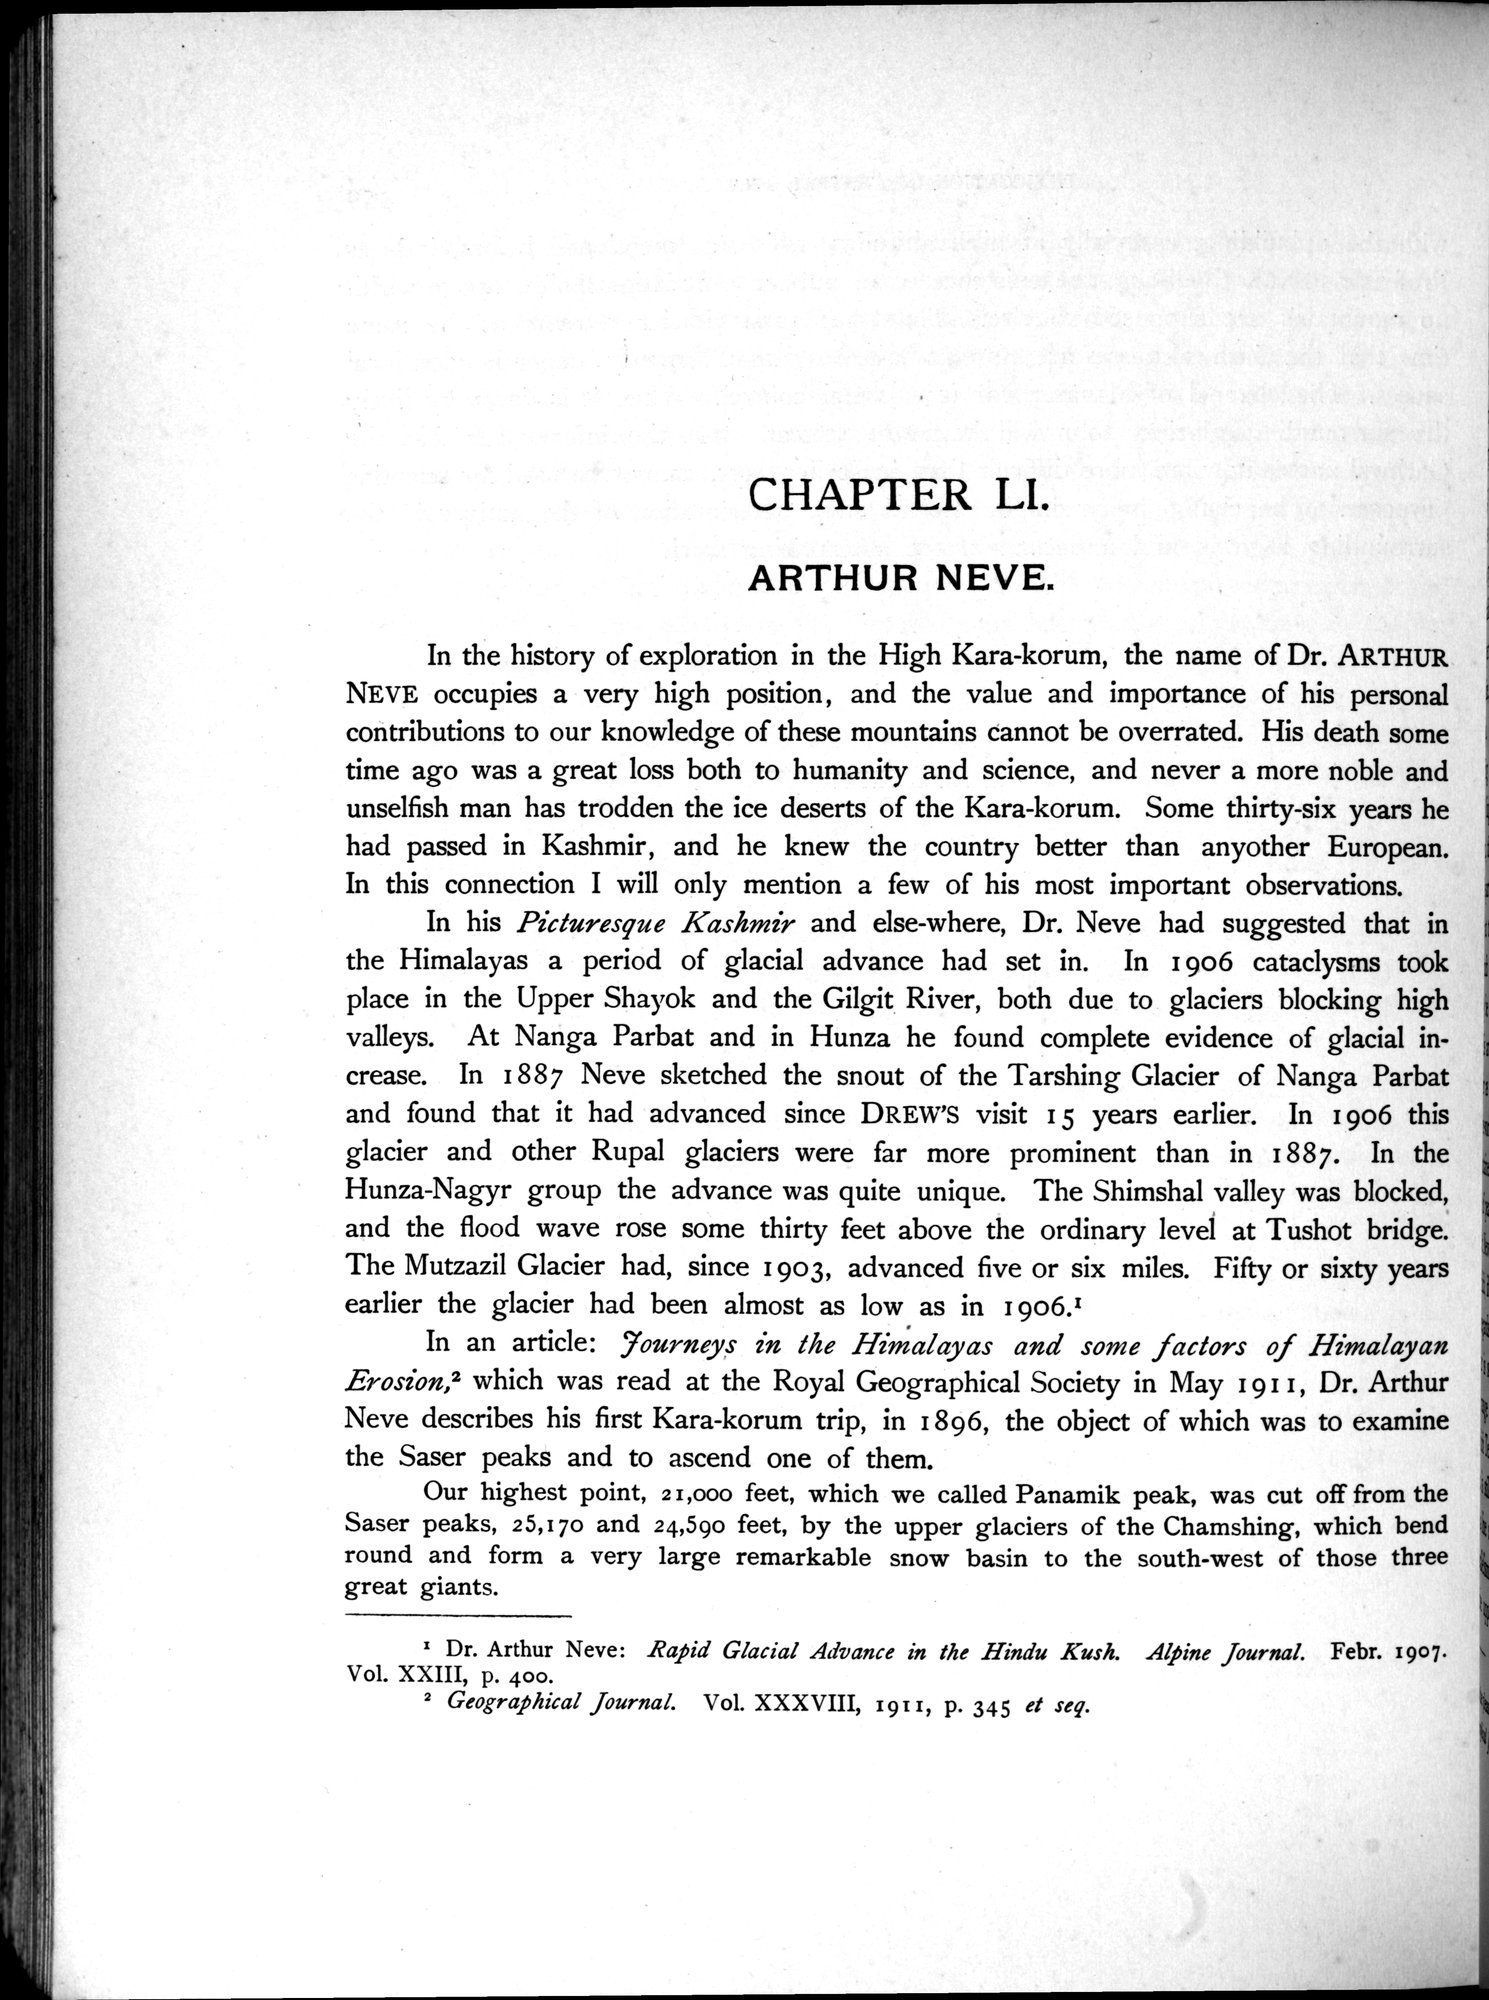 CHAPTER LI.
ARTHUR NEVE.
In the history of exploration in the High Kara-korum, the name of Dr. ARTHUR
NEVE occupies a very high position, and the value and importance of his personal
contributions to our knowledge of these mountains cannot be overrated. His death some
time ago was a great loss both to humanity and science, and never a more noble and
unselfish man has trodden the ice deserts of the Kara-korum. Some thirty-six years he
had passed in Kashmir, and he knew the country better than anyother European.
In this connection I will only mention a few of his most important observations.
In his Picturesque Kashmir and else-where, Dr. Neve had suggested that in
the Himalayas a period of glacial advance had set in. In 1906 cataclysms took
place in the Upper Shayok and the Gilgit River, both due to glaciers blocking high
valleys. At Nanga Parbat and in Hunza he found complete evidence of glacial in-
crease. In 1887 Neve sketched the snout of the Tarshing Glacier of Nanga Parbat
and found that it had advanced since DREW'S visit 15 years earlier. In 1906 this
glacier and other Rupal glaciers were far more prominent than in 1887. In the
Hunza-Nagyr group the advance was quite unique. The Shimshal valley was blocked,
and the flood wave rose some thirty feet above the ordinary level at Tushot bridge.
The Mutzazil Glacier had, since 1903, advanced five or six miles. Fifty or sixty years
earlier the glacier had been almost as low as in 1906.¹
In an article: Journeys in the Himalayas and some factors of Himalayan
Erosion,² which was read at the Royal Geographical Society in May 1911, Dr. Arthur
Neve describes his first Kara-korum trip, in 1896, the object of which was to examine
the Saser peaks and to ascend one of them.
Our highest point, 21,000 feet, which we called Panamik peak, was cut off from the
Saser peaks, 25,170 and 24,590 feet, by the upper glaciers of the Chamshing, which bend
round and form a very large remarkable snow basin to the south-west of those three
great giants.
¹ Dr. Arthur Neve: Rapid Glacial Advance in the Hindu Kush. Alpine Journal. Febr. 1907.
Vol. XXIII, p. 400.
² Geographical Journal. Vol. XXXVIII, 1911, p. 345 et seq.